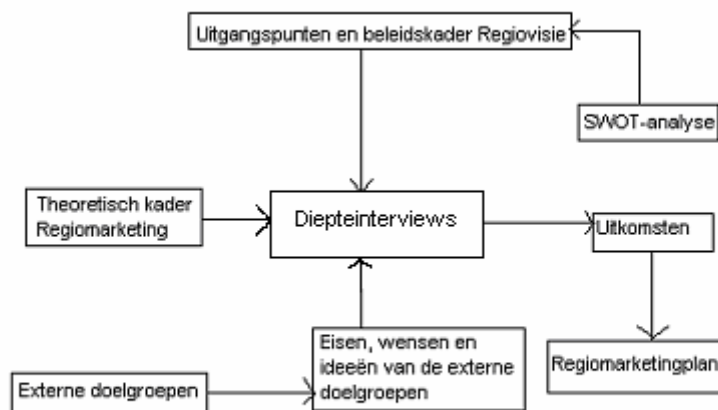 Uitgangspunten en beleidskader Regiovisie
SWOT-analyse
Theoretisch kader
Regiomarketing
Diepteinterviews
Uitkomsten
Eisen, wensen en
ideeën van de externe
doelgroepen
Regiomarketingplan
Externe doelgroepen